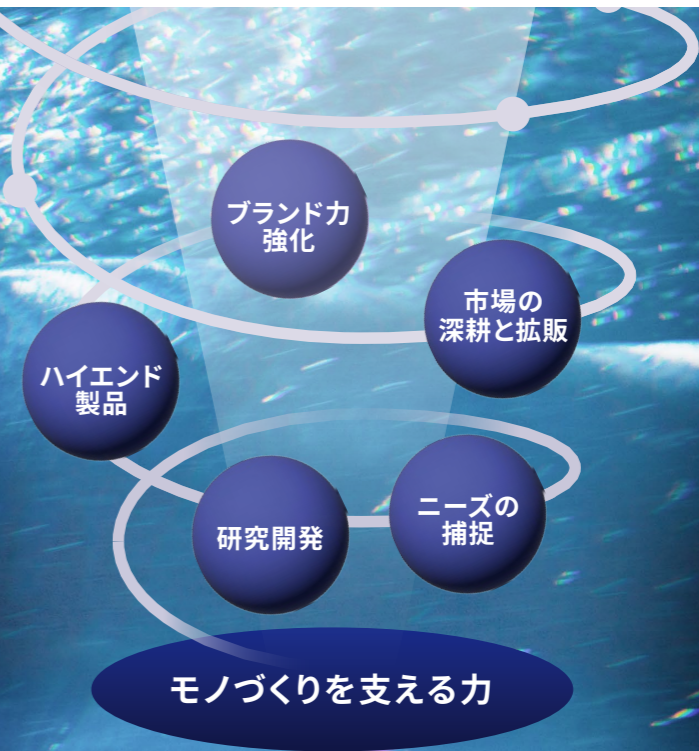 ブランド力
強化
市場の
深耕と拡販
ハイエンド
製品
ニーズの
捕捉
研究開発
モノづくりを支える力